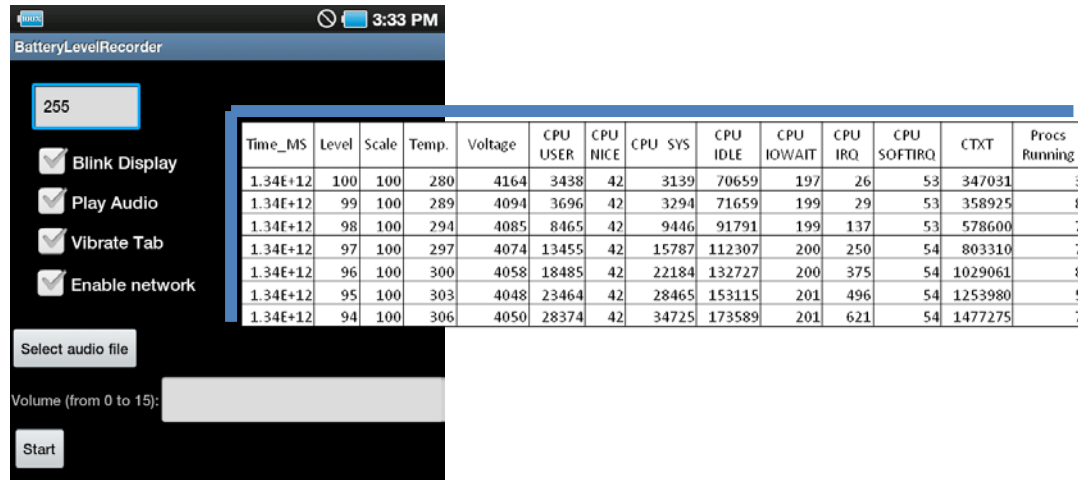 100%
3:33 PM
BatteryLevelRecorder
255
Blink Display
Play Audio
Vibrate Tab
Enable network
Select audio file
Volume (from 0 to 15):
Start
Time_MS Level Scale Temp. Voltage CPU USER CPU NICE CPU SYS CPU IDLE CPU IOWAIT CPU IRQ CPU SOFTIRQ CTXT Procs Running
1.34E+12 100 100 280 4164 3438 42 3139 70659 197 26 53 347031
1.34E+12 99 100 289 4094 3696 42 3294 71659 199 29 53 358925
1.34E+12 98 100 294 4085 8465 42 9446 91791 199 137 53 578600
1.34E+12 97 100 297 4074 13455 42 15787 112307 200 250 54 803310
1.34E+12 96 100 300 4058 18485 42 22184 132727 200 375 54 1029061
1.34E+12 95 100 303 4048 23464 42 28465 153115 201 496 54 1253980
1.34E+12 94 100 306 4050 28374 42 34725 173589 201 621 54 1477275